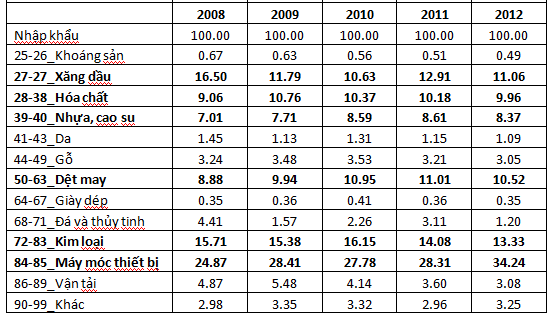 2008 2009 2010 2011 2012
Nhập khẩu 100.00 100.00 100.00 100.00 100.00
25-26_Khoáng sản 0.67 0.63 0.56 0.51 0.49
27-27_Xăng dầu 16.50 11.79 10.63 12.91 11.06
28-38_Hóa chất 9.06 10.76 10.37 10.18 9.96
39-40_Nhựa, cao su 7.01 7.71 8.59 8.61 8.37
41-43_Da 1.45 1.13 1.31 1.15 1.09
44-49_Gỗ 3.24 3.48 3.53 3.21 3.05
50-63_Dệt may 8.88 9.94 10.95 11.01 10.52
64-67_Giày dép 0.35 0.36 0.41 0.36 0.35
68-71_Đá và thủy tinh 4.41 1.57 2.26 3.11 1.20
72-83_Kim loại 15.71 15.38 16.15 14.08 13.33
84-85_Máy móc thiết bị 24.87 28.41 27.78 28.31 34.24
86-89_Vận tải 4.87 5.48 4.14 3.60 3.08
90-99_Khác 2.98 3.35 3.32 2.96 3.25